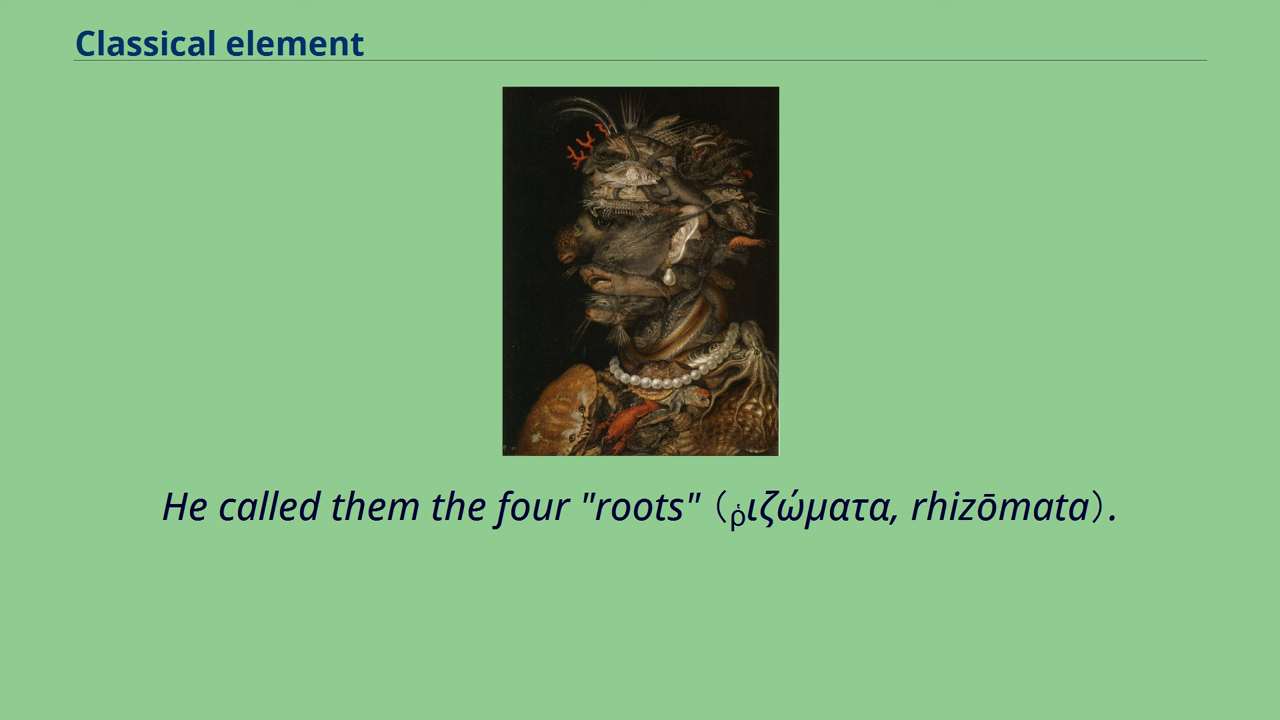 Classical element
He called them the four "roots" （ῥιζώματα, rhizōmata）.